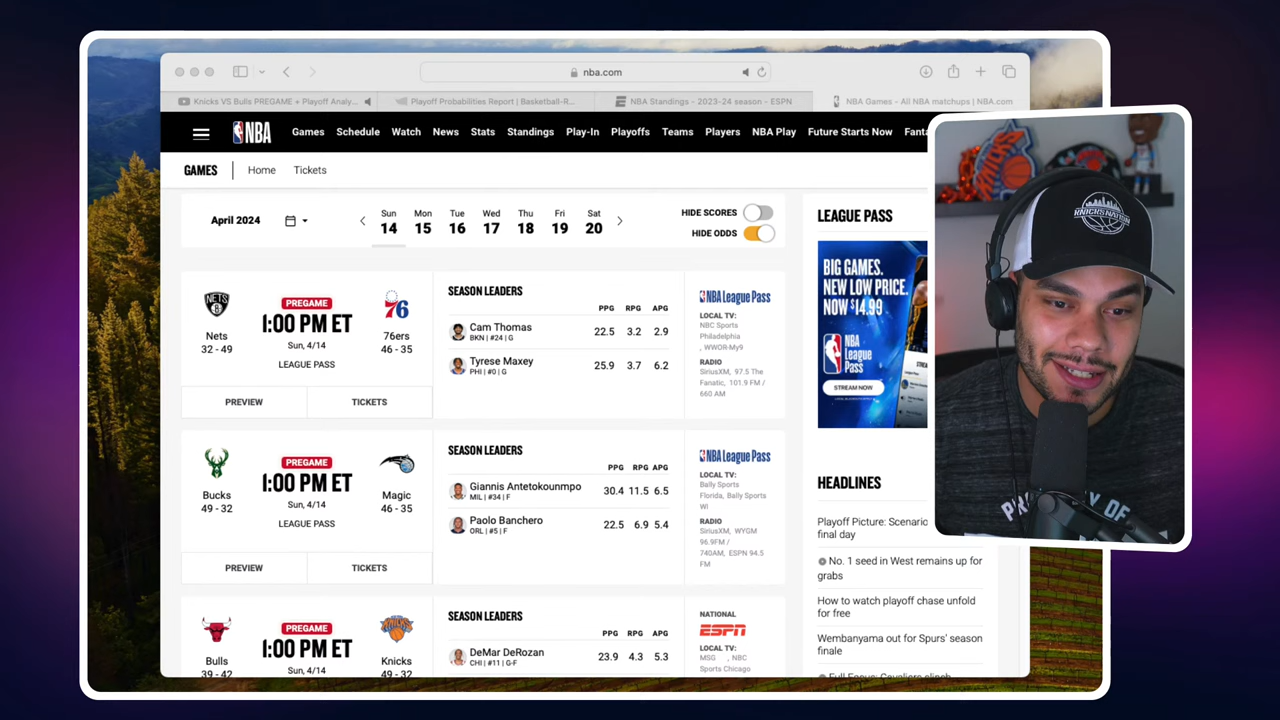 nba.com
Knicks VS Bulls PREGAME + Playoff Analy...
Playoff Probabilities Report | Basketball-R...
NBA Standings - 2023-24 season - ESPN
NBA Games - All NBA matchups | NBA.com
NBA
Games Schedule Watch News Stats Standings Play-In Playoffs Teams Players NBA Play Future Starts Now Fanta
GAMES Home Tickets
April 2024
Sun Mon Tue Wed Thu Fri Sat
14 15 16 17 18 19 20
HIDE SCORES
HIDE ODDS
NETS
B
Nets
32 - 49
PREGAME
1:00 PM ET
Sun, 4/14
LEAGUE PASS
76
76ers
46 - 35
PREVIEW
TICKETS
SEASON LEADERS
PPG RPG APG
Cam Thomas
BKN | #24 | G
22.5 3.2 2.9
Tyrese Maxey
PHI | #0 | G
25.9 3.7 6.2
NBA League Pass
LOCAL TV:
NBC Sports
Philadelphia
, WWOR-My9
RADIO
SiriusXM, 97.5 The
Fanatic, 101.9 FM /
660 AM
Bucks
49 - 32
PREGAME
1:00 PM ET
Sun, 4/14
LEAGUE PASS
Magic
46 - 35
PREVIEW
TICKETS
SEASON LEADERS
PPG RPG APG
Giannis Antetokounmpo
MIL | #34 | F
30.4 11.5 6.5
Paolo Banchero
ORL | #5 | F
22.5 6.9 5.4
NBA League Pass
LOCAL TV:
Bally Sports
Florida, Bally Sports
WI
RADIO
SiriusXM, WYGM
96.9FM /
740AM, ESPN 94.5
FM
Bulls
39 - 42
PREGAME
1:00 PM ET
Sun, 4/14
KNICKS
Knicks
49 - 32
SEASON LEADERS
PPG RPG APG
DeMar DeRozan
CHI | #11 | G-F
23.9 4.3 5.3
NATIONAL
ESPN
LOCAL TV:
MSG , NBC
Sports Chicago
LEAGUE PASS
BIG GAMES.
NEW LOW PRICE.
NOW $14.99
NBA
LEAGUE
PASS
STREAM NOW
HEADLINES
Playoff Picture: Scenario
final day
No. 1 seed in West remains up for
grabs
How to watch playoff chase unfold
for free
Wembanyama out for Spurs' season
finale
Full Focus: Cavaliers clinch
KNICKS
KNICKS NATION
OF